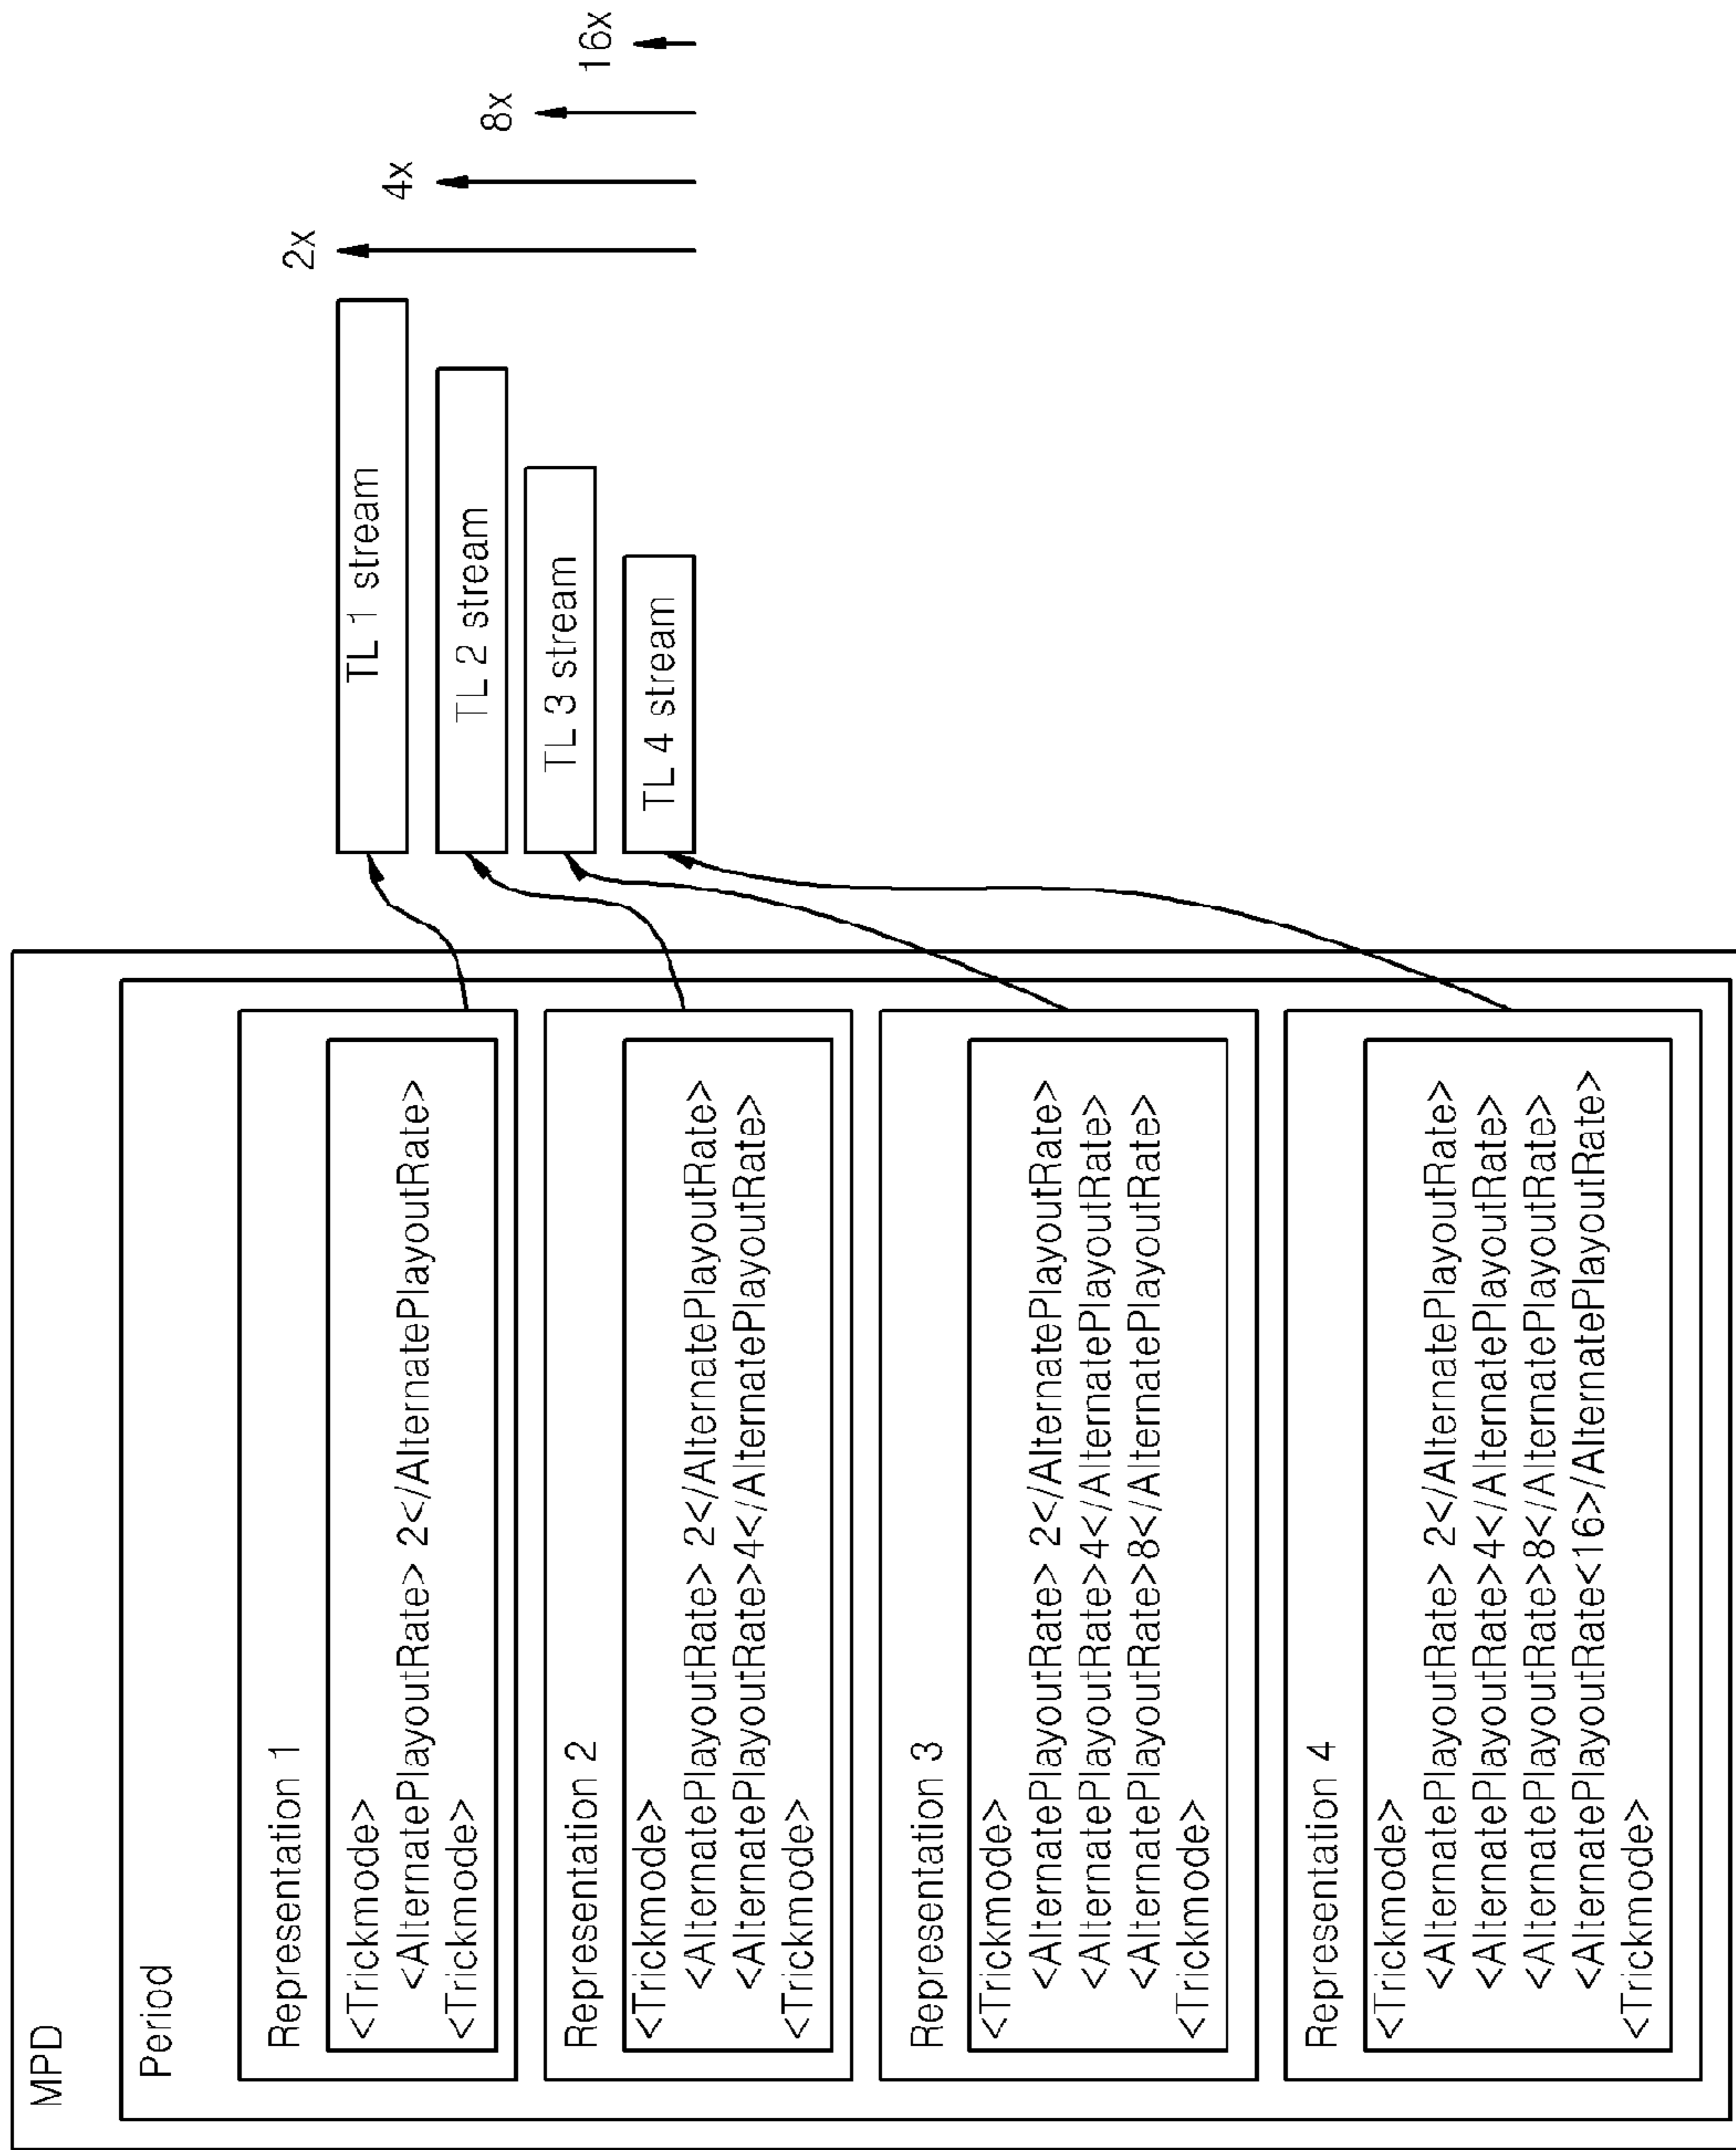 MPD
Period
Representation 1
<Trickmode>
<AlternatePlayoutRate> 2</AlternatePlayoutRate>
<Trickmode>
Representation 2
<Trickmode>
<AlternatePlayoutRate> 2</AlternatePlayoutRate>
<AlternatePlayoutRate>4</AlternatePlayoutRate>
<Trickmode>
Representation 3
<Trickmode>
<AlternatePlayoutRate> 2</AlternatePlayoutRate>
<AlternatePlayoutRate>4</AlternatePlayoutRate>
<AlternatePlayoutRate>8</AlternatePlayoutRate>
<Trickmode>
Representation 4
<Trickmode>
<AlternatePlayoutRate> 2</AlternatePlayoutRate>
<AlternatePlayoutRate>4</AlternatePlayoutRate>
<AlternatePlayoutRate>8</AlternatePlayoutRate>
<AlternatePlayoutRate<16>/AlternatePlayoutRate>
<Trickmode>
TL 1 stream
TL 2 stream
TL 3 stream
TL 4 stream
2x
4x
8x
16x